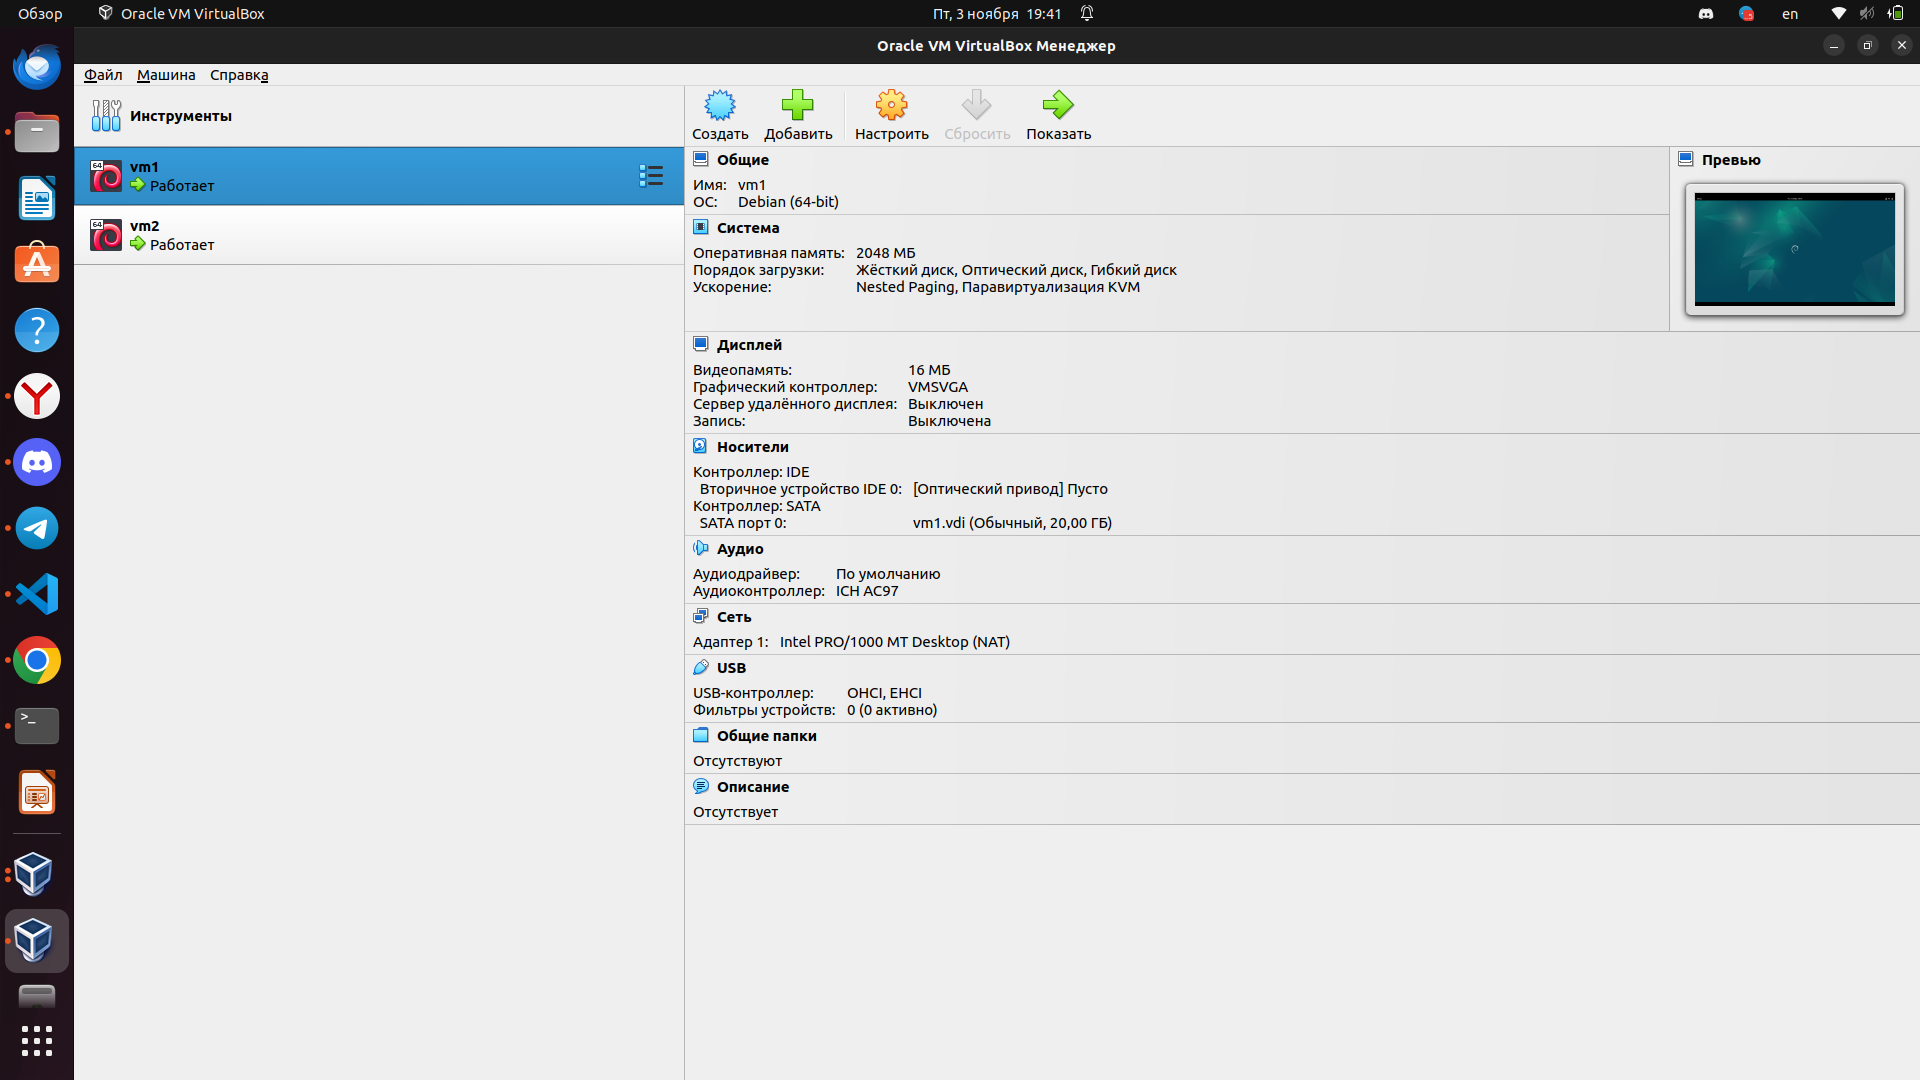 Обзор
Oracle VM VirtualBox
Пт, 3 ноября 19:41
en
Oracle VM VirtualBox Менеджер
Файл Машина Справка
Инструменты
64
vm1
Работает
64
vm2
Работает
Создать
Добавить
Настроить
Сбросить
Показать
Общие
Имя: vm1
ОС: Debian (64-bit)
Превью
Система
Оперативная память: 2048 МБ
Порядок загрузки: Жёсткий диск, Оптический диск, Гибкий диск
Ускорение: Nested Paging, Паравиртуализация KVM
Дисплей
Видеопамять: 16 МБ
Графический контроллер: VMSVGA
Сервер удалённого дисплея: Выключен
Запись: Выключена
Носители
Контроллер: IDE
Вторичное устройство IDE 0: [Оптический привод] Пусто
Контроллер: SATA
SATA порт 0: vm1.vdi (Обычный, 20,00 ГБ)
Аудио
Аудиодрайвер: По умолчанию
Аудиоконтроллер: ICH AC97
Сеть
Адаптер 1: Intel PRO/1000 MT Desktop (NAT)
USB
USB-контроллер: OHCI, EHCI
Фильтры устройств: 0 (0 активно)
Общие папки
Отсутствуют
Описание
Отсутствует